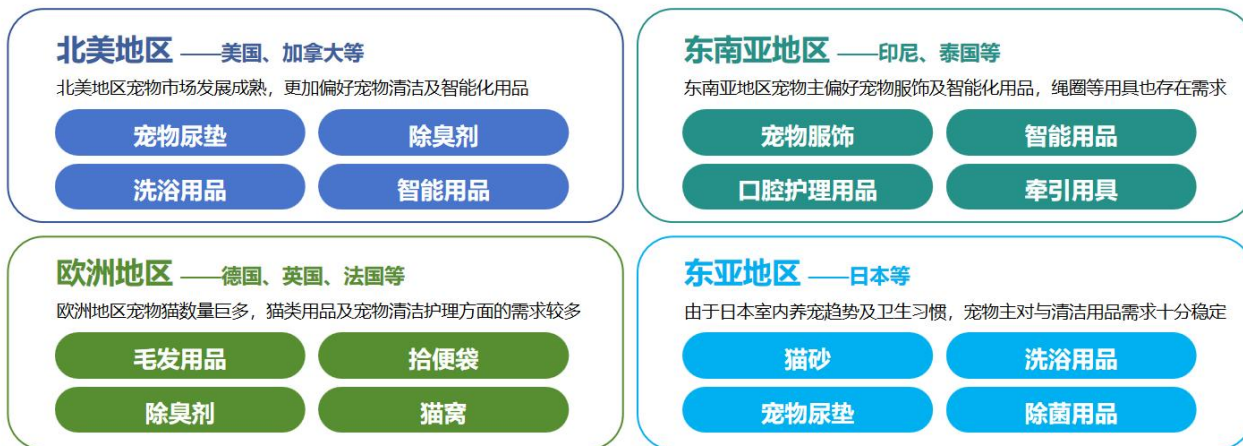 北美地区 ——美国、加拿大等
北美地区宠物市场发展成熟，更加偏好宠物清洁及智能化用品
宠物尿垫 除臭剂
洗浴用品 智能用品
东南亚地区 ——印尼、泰国等
东南亚地区宠物主偏好宠物服饰及智能化用品，绳圈等用具也存在需求
宠物服饰 智能用品
口腔护理用品 牵引用具
欧洲地区 ——德国、英国、法国等
欧洲地区宠物猫数量巨多，猫类用品及宠物清洁护理方面的需求较多
毛发用品 拾便袋
除臭剂 猫窝
东亚地区 ——日本等
由于日本室内养宠趋势及卫生习惯，宠物主对与清洁用品需求十分稳定
猫砂 洗浴用品
宠物尿垫 除菌用品